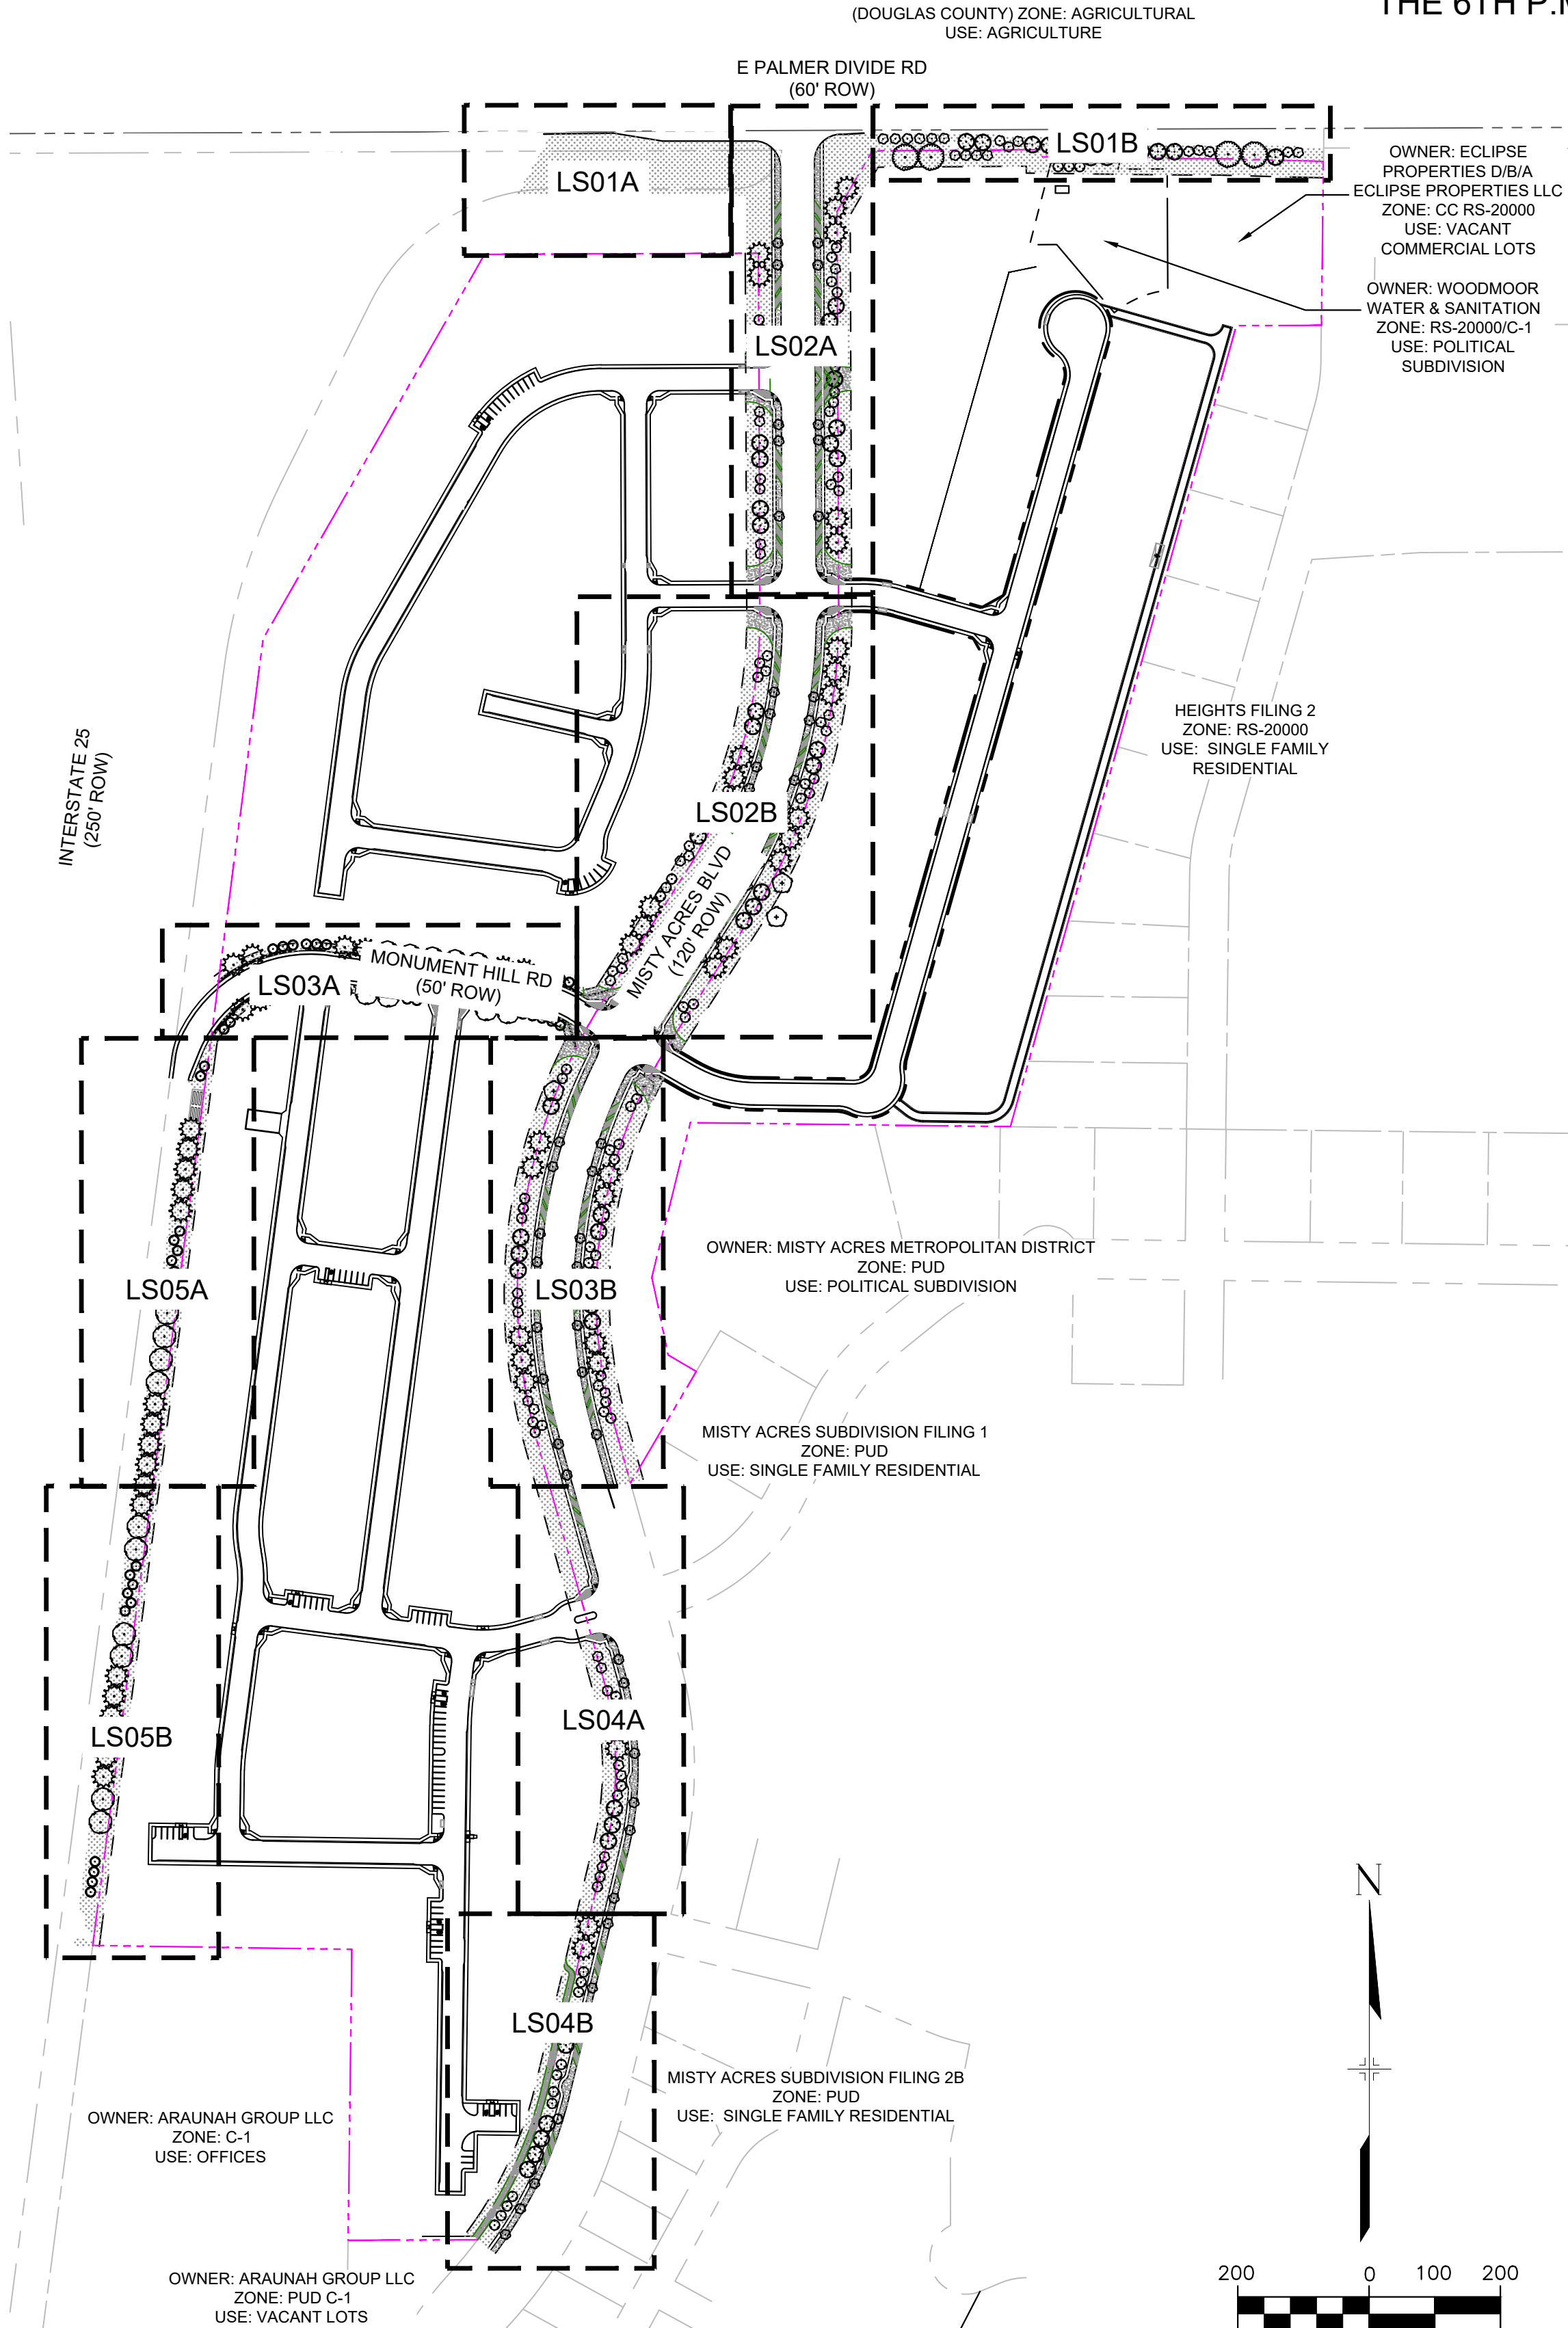 (DOUGLAS COUNTY) ZONE: AGRICULTURAL
USE: AGRICULTURE
THE 6TH P.M
E PALMER DIVIDE RD
(60' ROW)
LS01A
LS01B
OWNER: ECLIPSE
PROPERTIES D/B/A
ECLIPSE PROPERTIES LLC
ZONE: CC RS-20000
USE: VACANT
COMMERCIAL LOTS
OWNER: WOODMOOR
WATER & SANITATION
ZONE: RS-20000/C-1
USE: POLITICAL
SUBDIVISION
LS02A
HEIGHTS FILING 2
ZONE: RS-20000
USE: SINGLE FAMILY
RESIDENTIAL
INTERSTATE 25
(250' ROW)
LS02B
MISTY ACRES BLVD
(120' ROW)
MONUMENT HILL RD
(50' ROW)
LS03A
OWNER: MISTY ACRES METROPOLITAN DISTRICT
ZONE: PUD
USE: POLITICAL SUBDIVISION
LS05A
LS03B
MISTY ACRES SUBDIVISION FILING 1
ZONE: PUD
USE: SINGLE FAMILY RESIDENTIAL
LS04A
LS05B
N
LS04B
MISTY ACRES SUBDIVISION FILING 2B
ZONE: PUD
USE: SINGLE FAMILY RESIDENTIAL
OWNER: ARAUNAH GROUP LLC
ZONE: C-1
USE: OFFICES
OWNER: ARAUNAH GROUP LLC
ZONE: PUD C-1
USE: VACANT LOTS
200 0 100 200